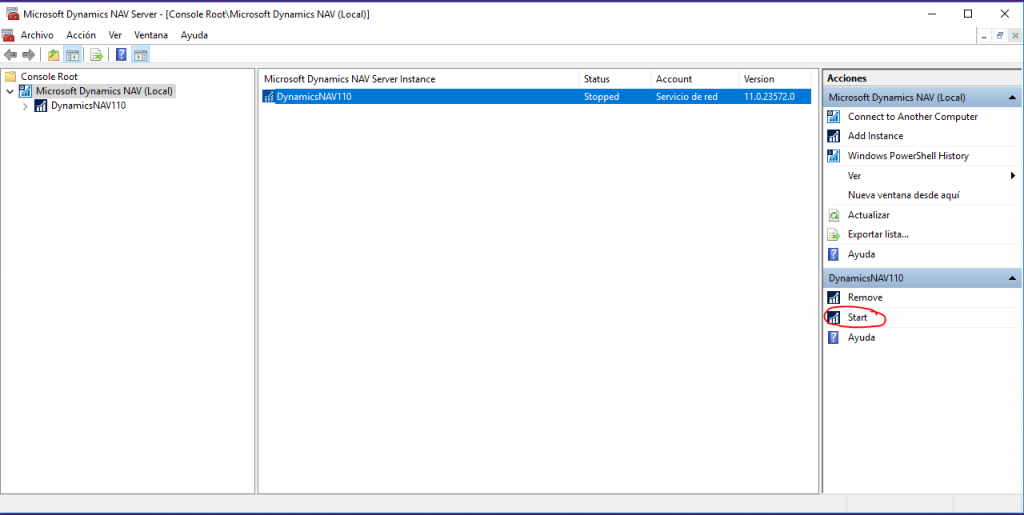 Microsoft Dynamics NAV Server - [Console Root\Microsoft Dynamics NAV (Local)]
Archivo Acción Ver Ventana Ayuda
Console Root
Microsoft Dynamics NAV (Local)
DynamicsNAV110
Microsoft Dynamics NAV Server Instance Status Account Version
DynamicsNAV110 Stopped Servicio de red 11.0.23572.0
Acciones
Microsoft Dynamics NAV (Local)
Connect to Another Computer
Add Instance
Windows PowerShell History
Ver
Nueva ventana desde aquí
Actualizar
Exportar lista...
Ayuda
DynamicsNAV110
Remove
Start
Ayuda